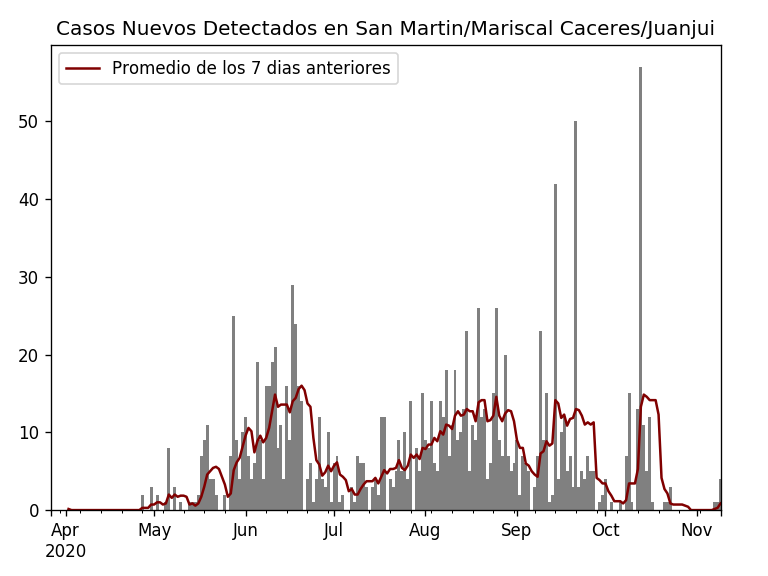 Casos Nuevos Detectados en San Martin/Mariscal Caceres/Juanjui
Promedio de los 7 dias anteriores
50
40
30
20
10
0
Apr May Jun Jul Aug Sep Oct Nov
2020